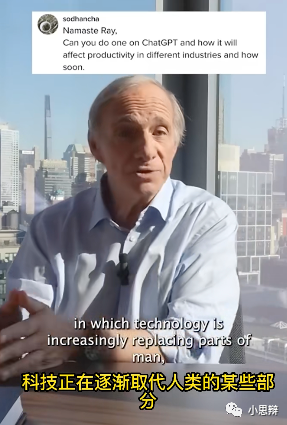 sodhancha
Namaste Ray,
Can you do one on ChatGPT and how it will
affect productivity in different industries and how
soon.
in which technology is
increasingly replacing parts of
man,
科技正在逐渐取代人类的某些部
分
小思辩